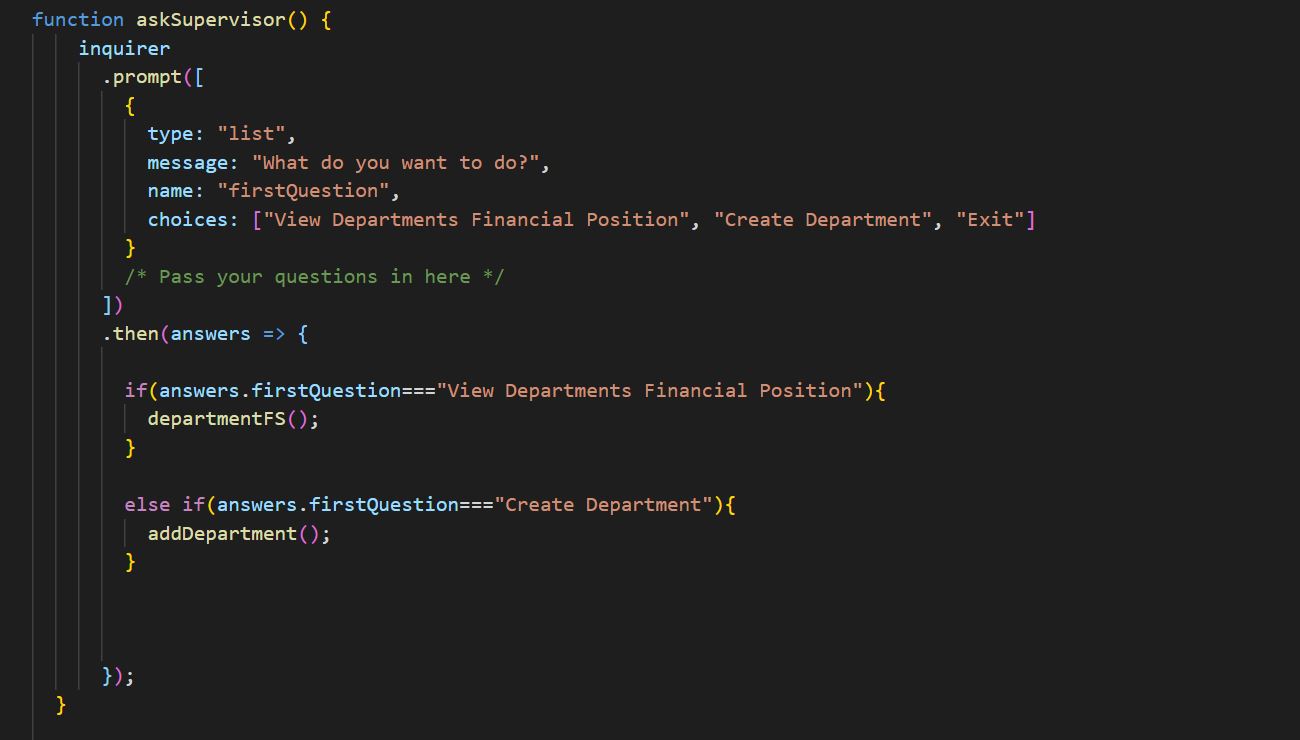 function askSupervisor() {
inquirer
.prompt([
{
type: "list",
message: "What do you want to do?",
name: "firstQuestion",
choices: ["View Departments Financial Position", "Create Department", "Exit"]
}
/* Pass your questions in here */
])
.then(answers => {
if(answers.firstQuestion==="View Departments Financial Position"){
departmentFS();
}
else if(answers.firstQuestion==="Create Department"){
addDepartment();
}
});
}